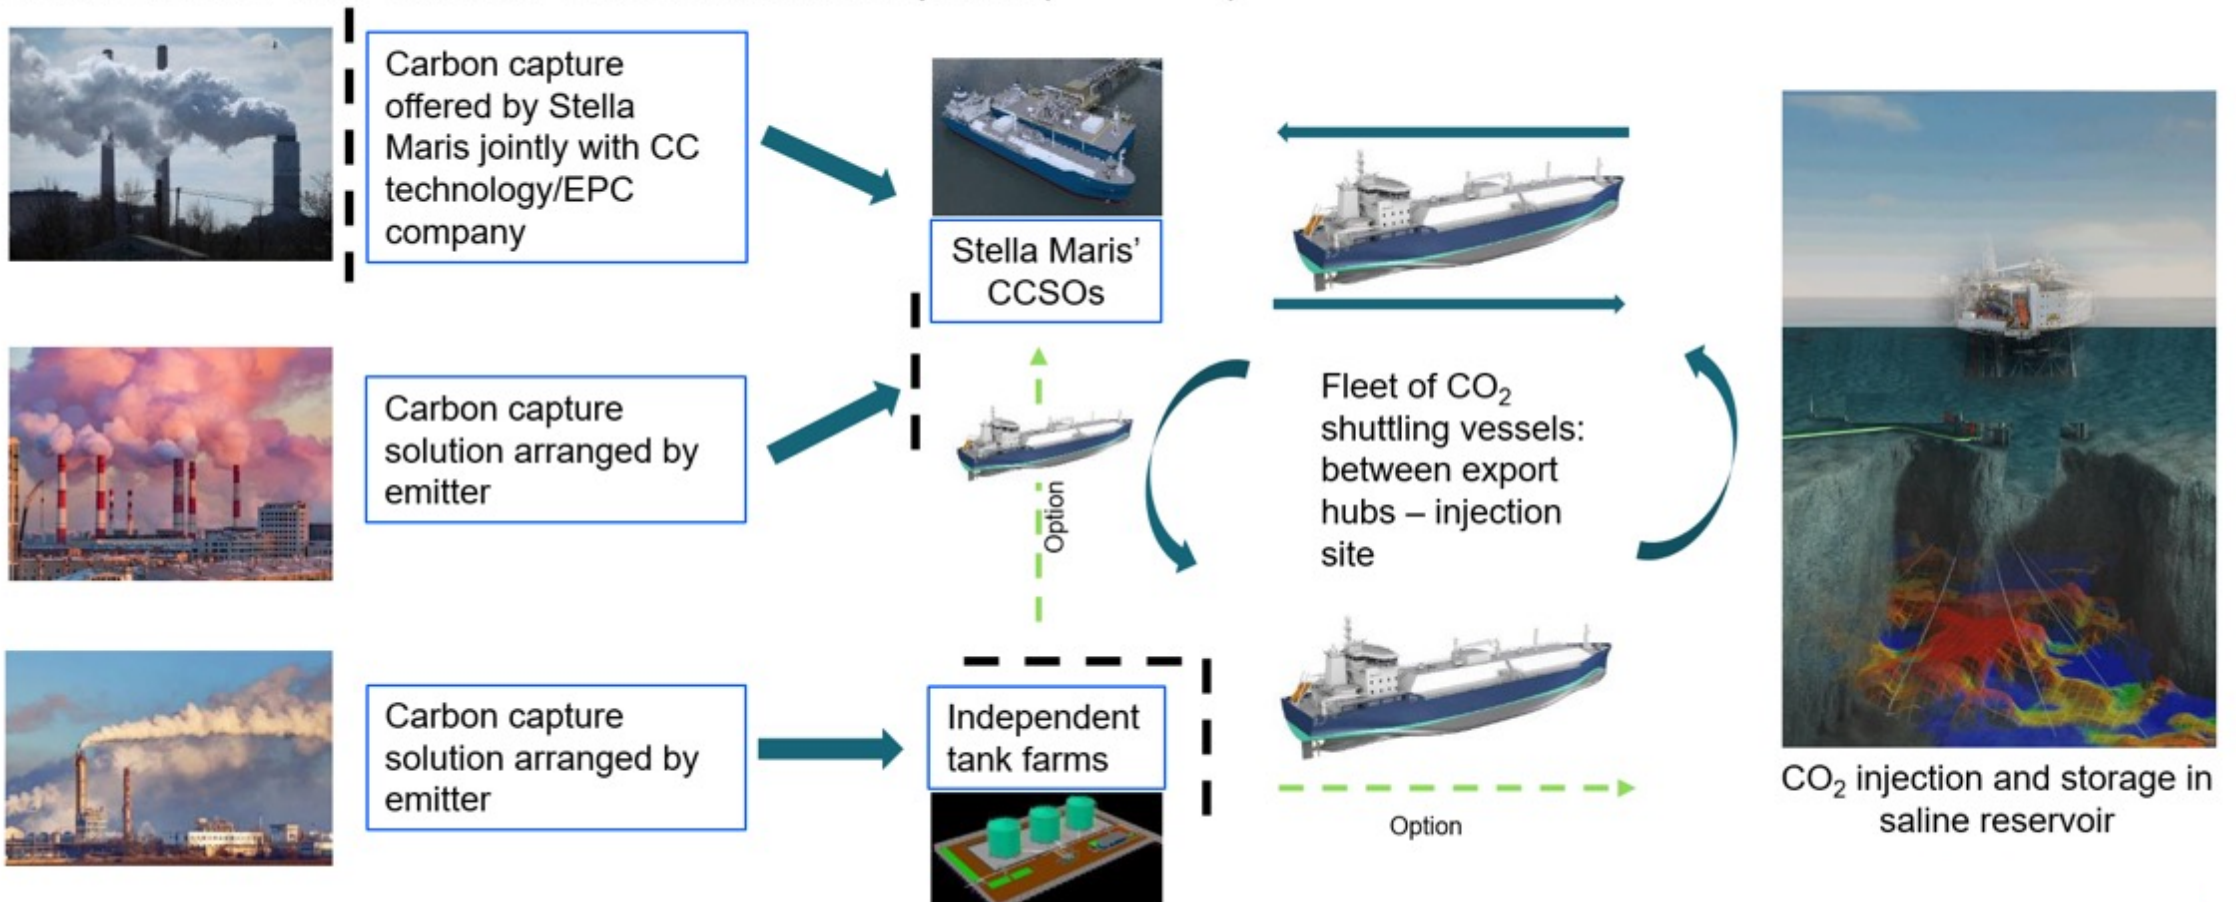 Carbon capture
offered by Stella
Maris jointly with CC
technology/EPC
company
Stella Maris’
CCSOs
Carbon capture
solution arranged by
emitter
Option
Fleet of CO₂
shuttling vessels:
between export
hubs – injection
site
Carbon capture
solution arranged by
emitter
Independent
tank farms
Option
CO₂ injection and storage in
saline reservoir